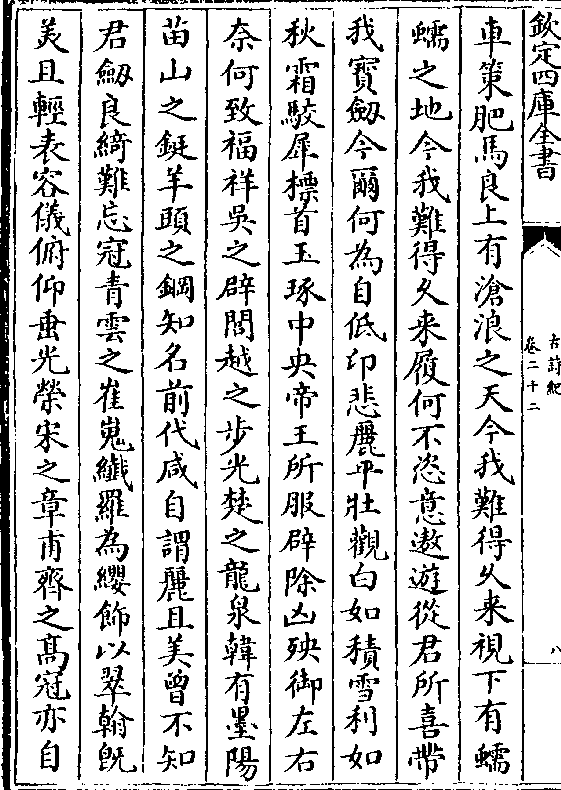 欽定四庫全書
古詩紀
卷二十二
八
車策肥馬良上有滄浪之天今我難得乆来視下有蠕
蠕之地今我難得乆来履何不恣意遨遊從君所喜帶
我寳劒今爾何為自低卬悲麗平壯觀白如積雪利如
秋霜駮犀標首玉琢中央帝王所服辟除凶殃御左右
奈何致福祥吳之辟閭越之步光楚之龍泉韓有墨陽
苗山之鋌羊頭之鋼知名前代咸自謂麗且美曾不知
君劒良綺難忘冠青雲之崔嵬纎羅為纓飾以翠翰旣
美且輕表容儀俯仰垂光榮宋之章甫齊之髙冠亦自